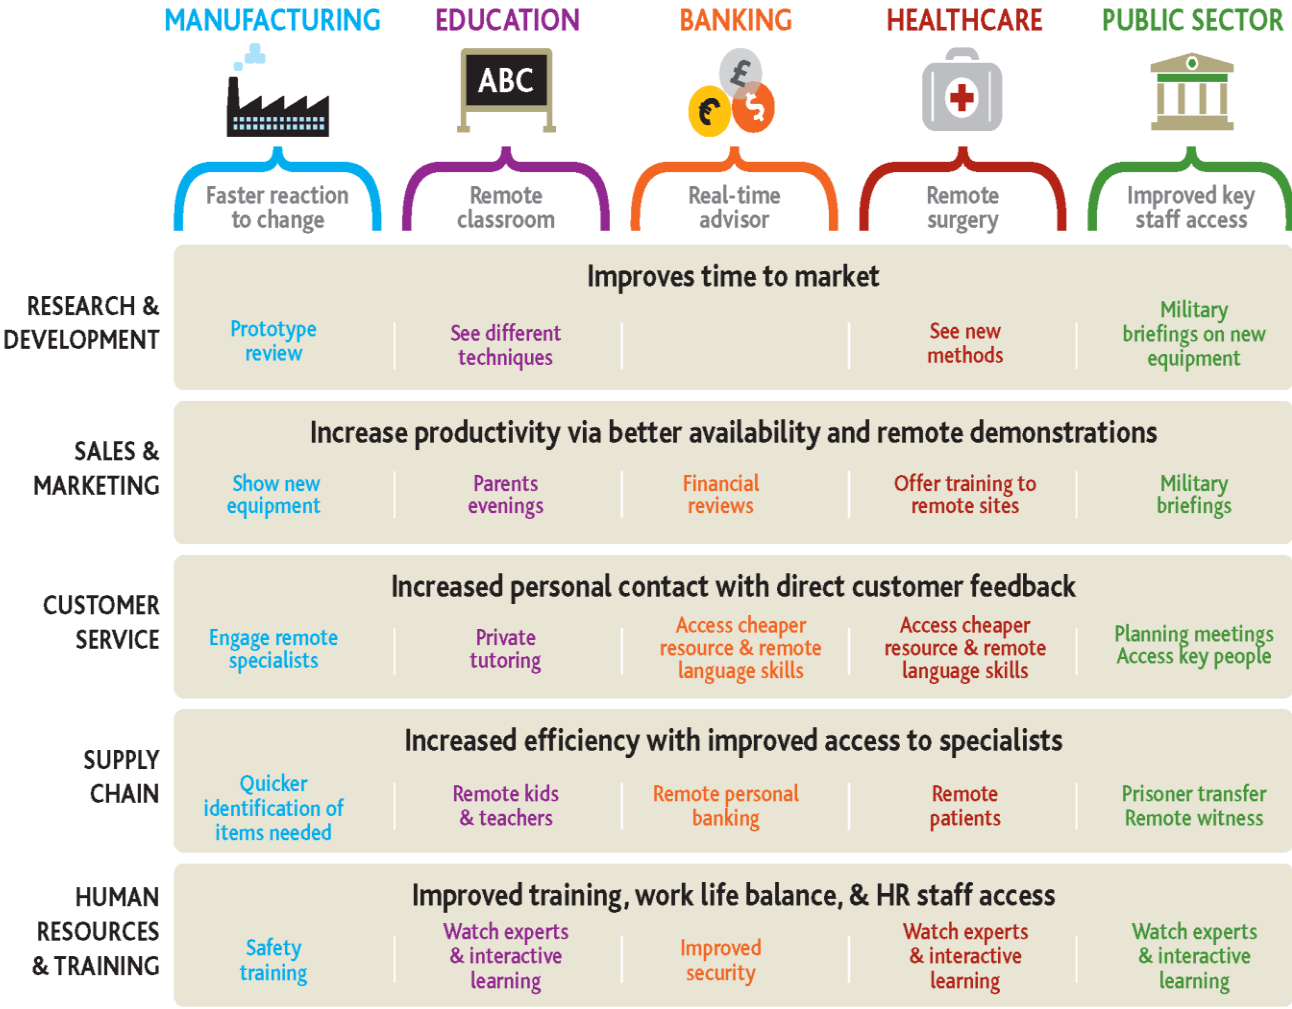 MANUFACTURING
EDUCATION
BANKING
HEALTHCARE
PUBLIC SECTOR
ABC
£
€
$
Faster reaction
to change
Remote
classroom
Real-time
advisor
Remote
surgery
Improved key
staff access
RESEARCH &
DEVELOPMENT
Improves time to market
Prototype
review
See different
techniques
See new
methods
Military
briefings on new
equipment
SALES &
MARKETING
Increase productivity via better availability and remote demonstrations
Show new
equipment
Parents
evenings
Financial
reviews
Offer training to
remote sites
Military
briefings
CUSTOMER
SERVICE
Increased personal contact with direct customer feedback
Engage remote
specialists
Private
tutoring
Access cheaper
resource & remote
language skills
Access cheaper
resource & remote
language skills
Planning meetings
Access key people
SUPPLY
CHAIN
Increased efficiency with improved access to specialists
Quicker
identification of
items needed
Remote kids
& teachers
Remote personal
banking
Remote
patients
Prisoner transfer
Remote witness
HUMAN
RESOURCES
& TRAINING
Improved training, work life balance, & HR staff access
Safety
training
Watch experts
& interactive
learning
Improved
security
Watch experts
& interactive
learning
Watch experts
& interactive
learning